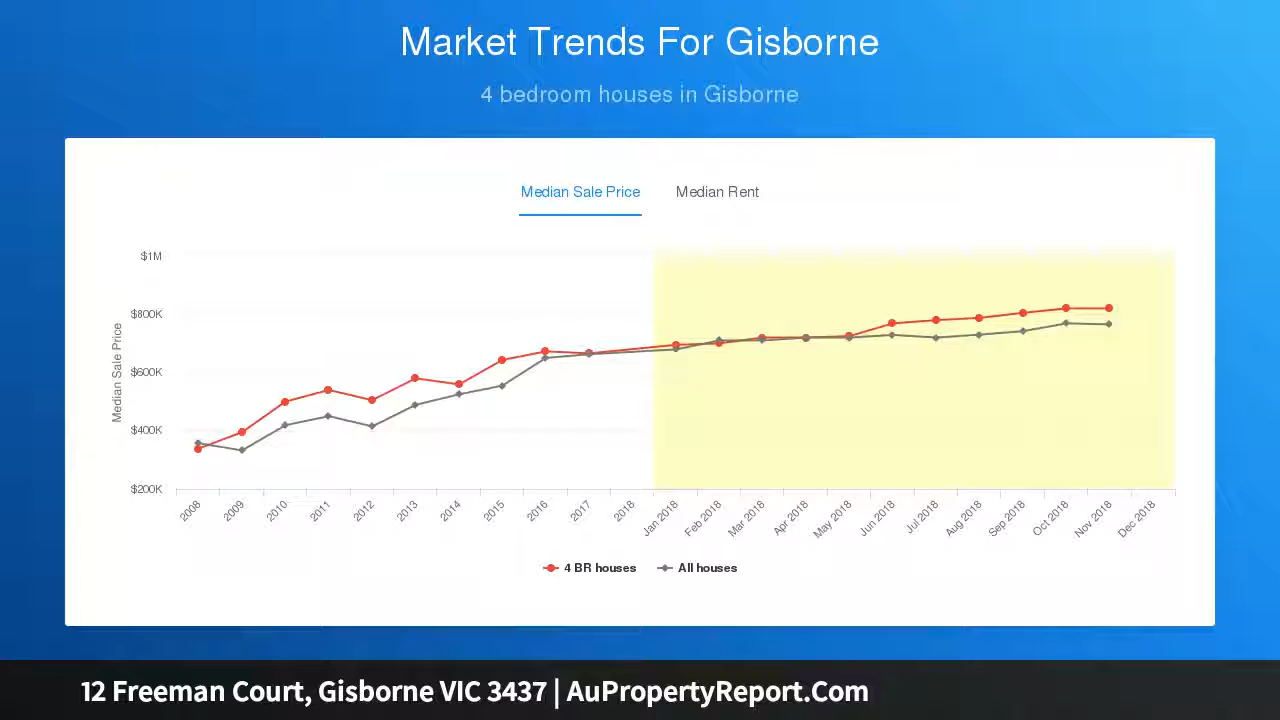 Market Trends For Gisborne
4 bedroom houses in Gisborne
Median Sale Price
Median Rent
$1M
$800K
$600K
$400K
$200K
Median Sale Price
2008
2009
2010
2011
2012
2013
2014
2015
2016
2017
2018
Jan 2018
Feb 2018
Mar 2018
Apr 2018
May 2018
Jun 2018
Jul 2018
Aug 2018
Sep 2018
Oct 2018
Nov 2018
Dec 2018
4 BR houses
All houses
12 Freeman Court, Gisborne VIC 3437 | AuPropertyReport.Com